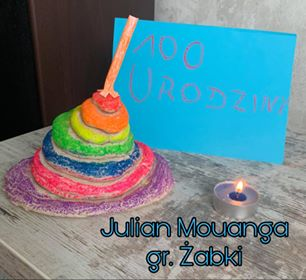 100
URODZINY
Julian Mouanga
gr. Żabki